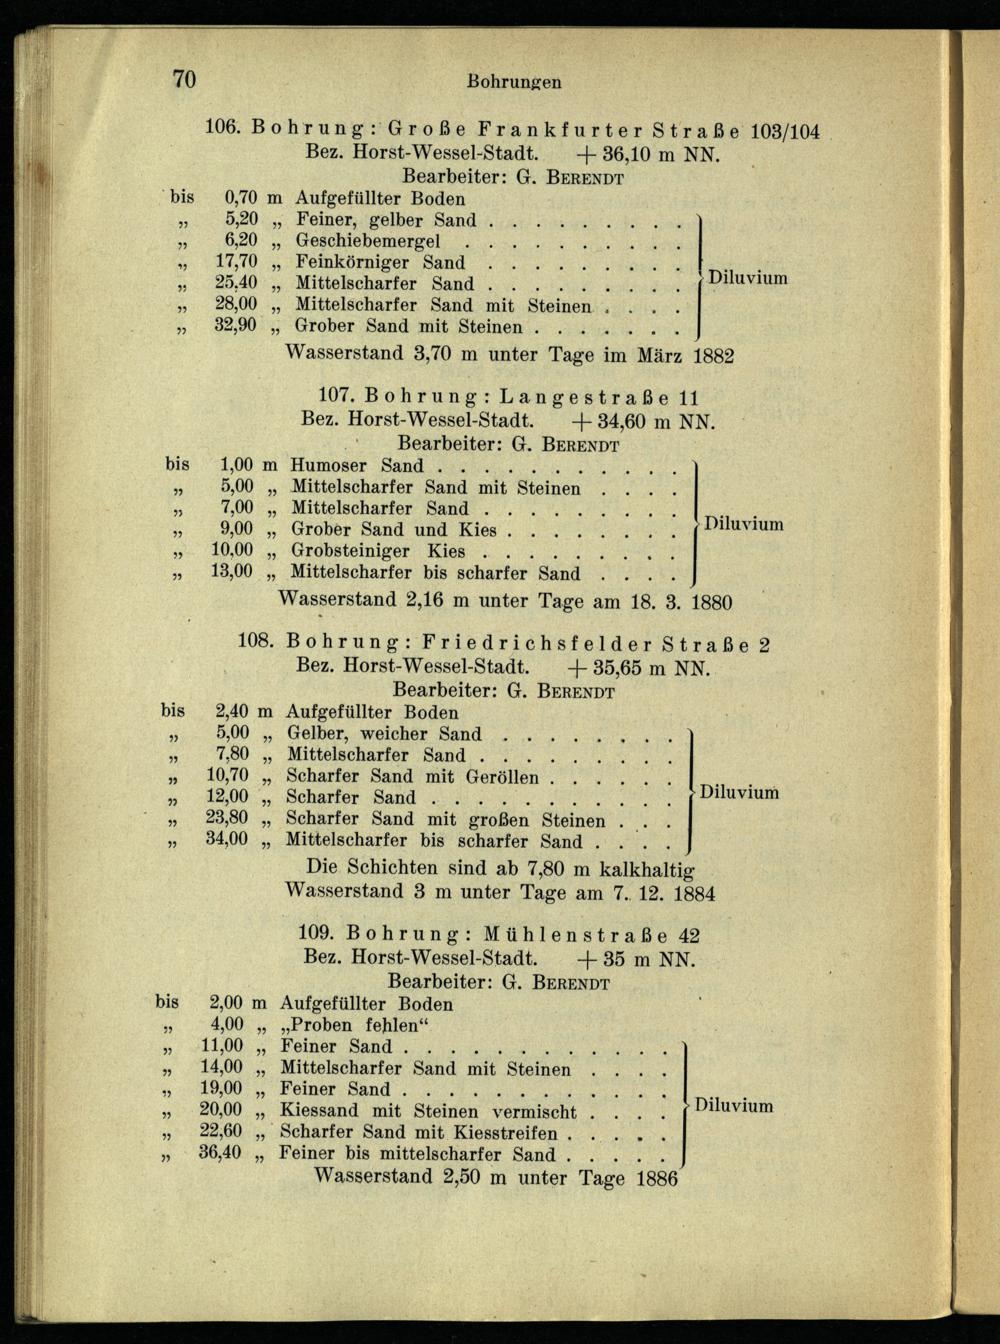 70 Bohrungen
106. Bohrung: Große Frankfurter Straße 103/104
Bez. Horst-Wessel-Stadt. + 36,10 m NN.
Bearbeiter: G. BERENDT
bis 0,70 m Aufgefüllter Boden
„ 5,20 „ Feiner, gelber Sand . . . . . . . . .
„ 6,20 „ Geschiebemergel . . . . . . . . . .
„ 17,70 „ Feinkörniger Sand . . . . . . . . .
„ 25,40 „ Mittelscharfer Sand . . . . . . . . . Diluvium
„ 28,00 „ Mittelscharfer Sand mit Steinen . . . .
„ 32,90 „ Grober Sand mit Steinen . . . . . . .
Wasserstand 3,70 m unter Tage im März 1882
107. Bohrung: Langestraße 11
Bez. Horst-Wessel-Stadt. + 34,60 m NN.
Bearbeiter: G. BERENDT
bis 1,00 m Humoser Sand . . . . . . . . . . .
„ 5,00 „ Mittelscharfer Sand mit Steinen . . . .
„ 7,00 „ Mittelscharfer Sand . . . . . . . . .
„ 9,00 „ Grober Sand und Kies . . . . . . . . Diluvium
„ 10,00 „ Grobsteiniger Kies . . . . . . . . .
„ 13,00 „ Mittelscharfer bis scharfer Sand . . . .
Wasserstand 2,16 m unter Tage am 18. 3. 1880
108. Bohrung: Friedrichsfelder Straße 2
Bez. Horst-Wessel-Stadt. + 35,65 m NN.
Bearbeiter: G. BERENDT
bis 2,40 m Aufgefüllter Boden
„ 5,00 „ Gelber, weicher Sand . . . . . . . .
„ 7,80 „ Mittelscharfer Sand . . . . . . . . .
„ 10,70 „ Scharfer Sand mit Geröllen . . . . . .
„ 12,00 „ Scharfer Sand . . . . . . . . . . . Diluvium
„ 23,80 „ Scharfer Sand mit großen Steinen . . .
„ 34,00 „ Mittelscharfer bis scharfer Sand . . . .
Die Schichten sind ab 7,80 m kalkhaltig
Wasserstand 3 m unter Tage am 7. 12. 1884
109. Bohrung: Mühlenstraße 42
Bez. Horst-Wessel-Stadt. + 35 m NN.
Bearbeiter: G. BERENDT
bis 2,00 m Aufgefüllter Boden
„ 4,00 „ „Proben fehlen“
„ 11,00 „ Feiner Sand . . . . . . . . . . . .
„ 14,00 „ Mittelscharfer Sand mit Steinen . . . .
„ 19,00 „ Feiner Sand . . . . . . . . . . . .
„ 20,00 „ Kiessand mit Steinen vermischt . . . . Diluvium
„ 22,60 „ Scharfer Sand mit Kiesstreifen . . . . .
„ 36,40 „ Feiner bis mittelscharfer Sand . . . . .
Wasserstand 2,50 m unter Tage 1886